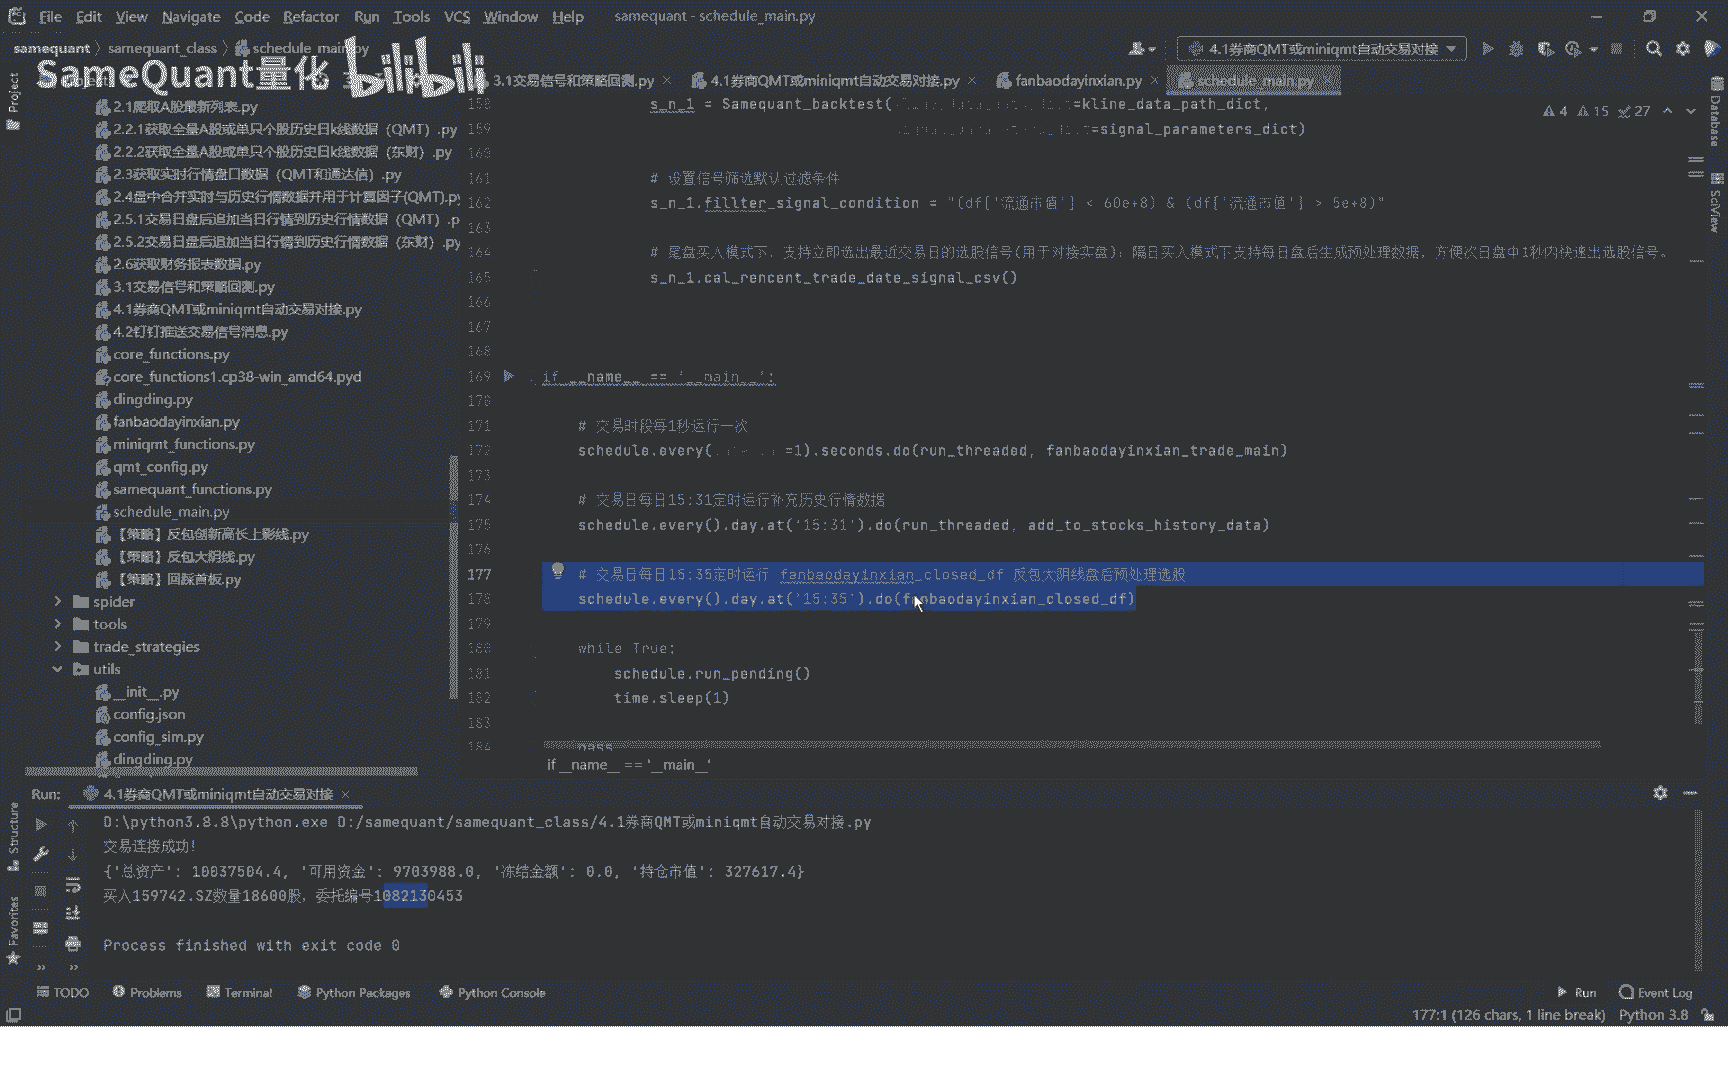 File Edit View Navigate Code Refactor Run Tools VCS Window Help samequant - schedule_main.py
samequant samequant_class schedule_main.py 4.1券商QMT或miniqmt自动交易对接
SameQuant量化 bilibili
3.1交易信号和策略回测.py 4.1券商QMT或miniqmt自动交易对接.py fanbaodayinxian.py schedule_main.py
Project
2.1爬取A股最新列表.py
2.2.1获取全量A股或单只个股历史日k线数据（QMT）.py
2.2.2获取全量A股或单只个股历史日k线数据（东财）.py
2.3获取实时行情盘口数据（QMT和通达信）.py
2.4盘中合并实时与历史行情数据并用于计算因子(QMT).py
2.5.1交易日盘后追加当日行情到历史行情数据（QMT）.p
2.5.2交易日盘后追加当日行情到历史行情数据（东财）.py
2.6获取财务报表数据.py
3.1交易信号和策略回测.py
4.1券商QMT或miniqmt自动交易对接.py
4.2钉钉推送交易信号消息.py
core_functions.py
core_functions1.cp38-win_amd64.pyd
dingding.py
fanbaodayinxian.py
miniqmt_functions.py
qmt_config.py
samequant_functions.py
schedule_main.py
【策略】反包创新高长上影线.py
【策略】反包大阴线.py
【策略】回踩首板.py
spider
tools
trade_strategies
utils
__init__.py
config.json
config_sim.py
dingding.py
4 15 27
158 s_n_1 = Samequant_backtest( =kline_data_path_dict,
159 =signal_parameters_dict)
160
161 # 设置信号筛选默认过滤条件
162 s_n_1.fillter_signal_condition = "(df['流通市值'] < 60e+8) & (df['流通市值'] > 5e+8)"
163
164 # 尾盘买入模式下，支持立即选出最近交易日的选股信号(用于对接实盘)；隔日买入模式下支持每日盘后生成预处理数据，方便次日盘中1秒内快速出选股信号。
165 s_n_1.cal_rencent_trade_date_signal_csv()
166
167
168
169 if __name__ == '__main__':
170
171 # 交易时段每1秒运行一次
172 schedule.every( =1).seconds.do(run_threaded, fanbaodayinxian_trade_main)
173
174 # 交易日每日15:31定时运行补充历史行情数据
175 schedule.every().day.at('15:31').do(run_threaded, add_to_stocks_history_data)
176
177 # 交易日每日15:35定时运行 fanbaodayinxian_closed_df 反包大阴线盘后预处理选股
178 schedule.every().day.at('15:35').do(fanbaodayinxian_closed_df)
179
180 while True:
181 schedule.run_pending()
182 time.sleep(1)
183
184 pass
if __name__ == '__main__'
Database
SciView
Run: 4.1券商QMT或miniqmt自动交易对接
D:\python3.8.8\python.exe D:/samequant/samequant_class/4.1券商QMT或miniqmt自动交易对接.py
交易连接成功!
{'总资产': 10037504.4, '可用资金': 9703988.0, '冻结金额': 0.0, '持仓市值': 327617.4}
买入159742.SZ数量18600股，委托编号1082130453
Process finished with exit code 0
Structure
Favorites
TODO Problems Terminal Python Packages Python Console Run Event Log
177:1 (126 chars, 1 line break) Python 3.8